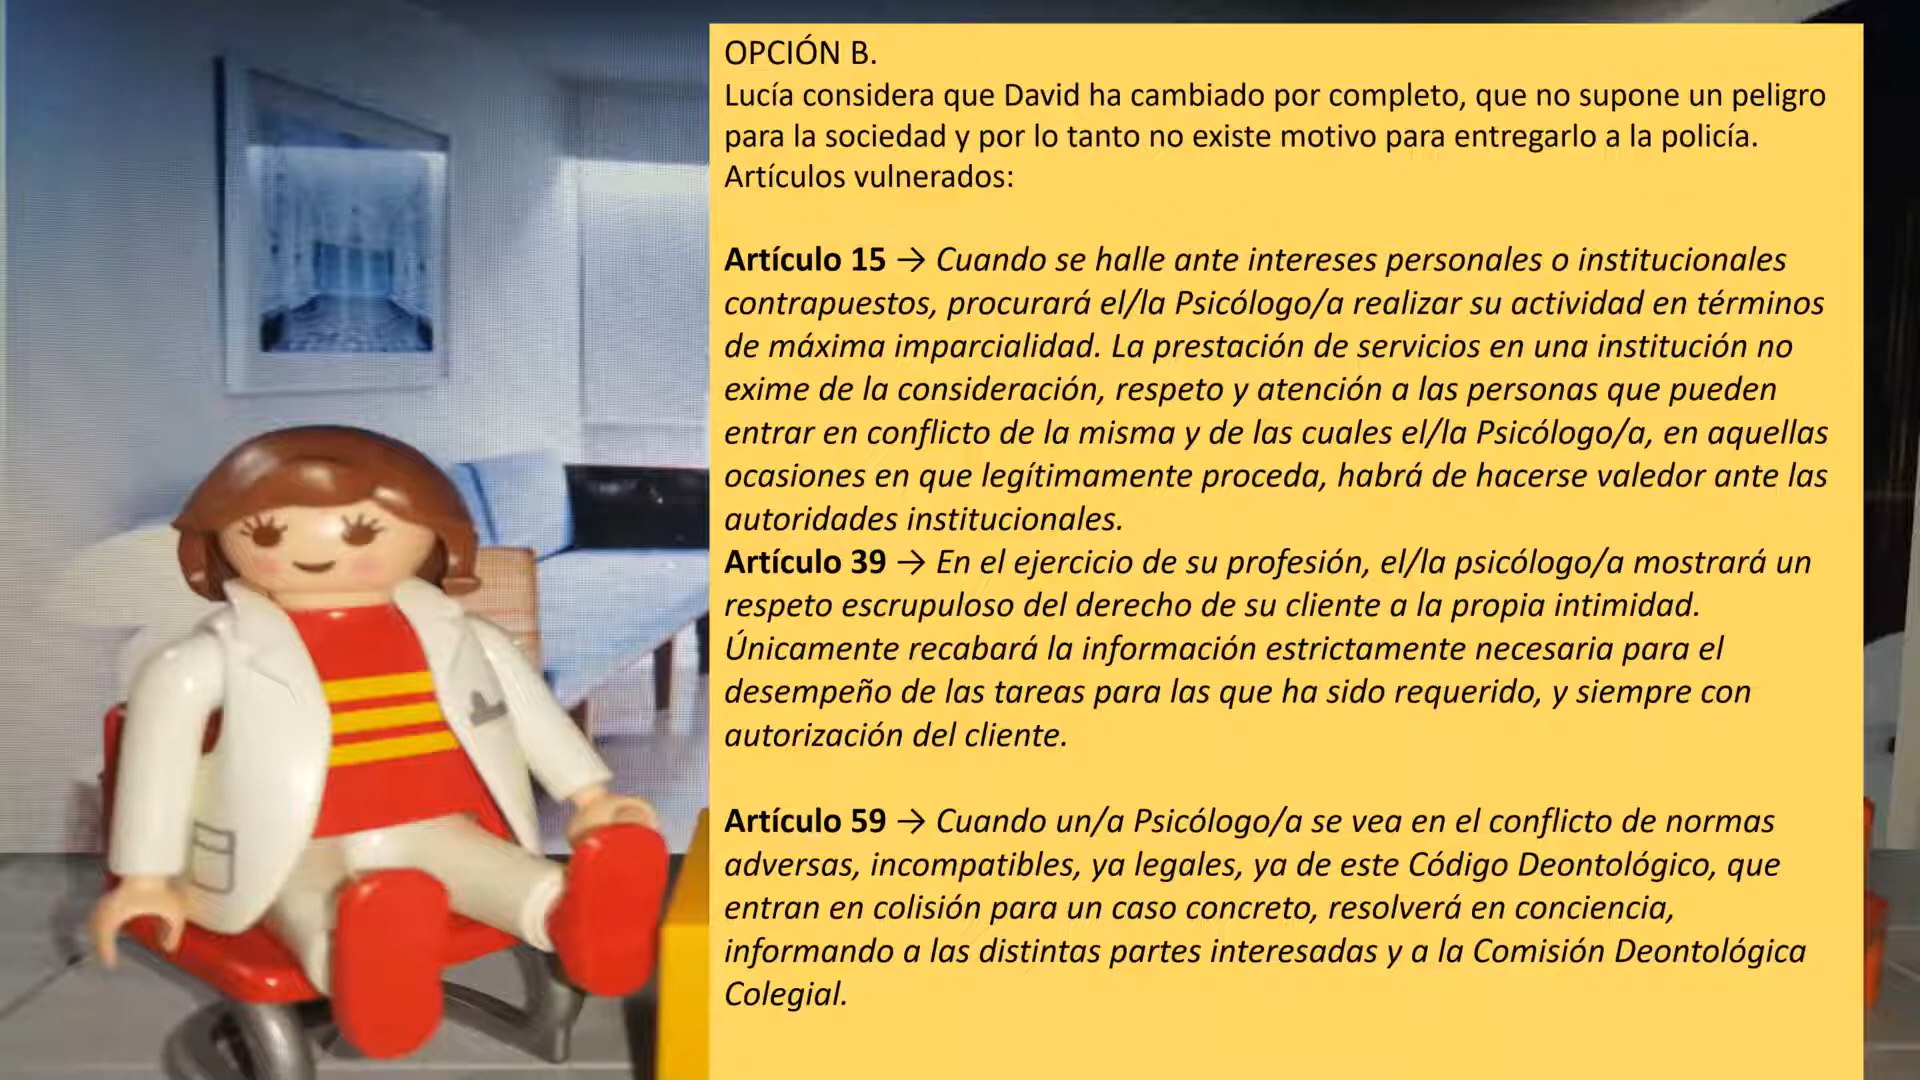 OPCIÓN B.
Lucía considera que David ha cambiado por completo, que no supone un peligro
para la sociedad y por lo tanto no existe motivo para entregarlo a la policía.
Artículos vulnerados:
Artículo 15 → Cuando se halle ante intereses personales o institucionales
contrapuestos, procurará el/la Psicólogo/a realizar su actividad en términos
de máxima imparcialidad. La prestación de servicios en una institución no
exime de la consideración, respeto y atención a las personas que pueden
entrar en conflicto de la misma y de las cuales el/la Psicólogo/a, en aquellas
ocasiones en que legítimamente proceda, habrá de hacerse valedor ante las
autoridades institucionales.
Artículo 39 → En el ejercicio de su profesión, el/la psicólogo/a mostrará un
respeto escrupuloso del derecho de su cliente a la propia intimidad.
Únicamente recabará la información estrictamente necesaria para el
desempeño de las tareas para las que ha sido requerido, y siempre con
autorización del cliente.
Artículo 59 → Cuando un/a Psicólogo/a se vea en el conflicto de normas
adversas, incompatibles, ya legales, ya de este Código Deontológico, que
entran en colisión para un caso concreto, resolverá en conciencia,
informando a las distintas partes interesadas y a la Comisión Deontológica
Colegial.